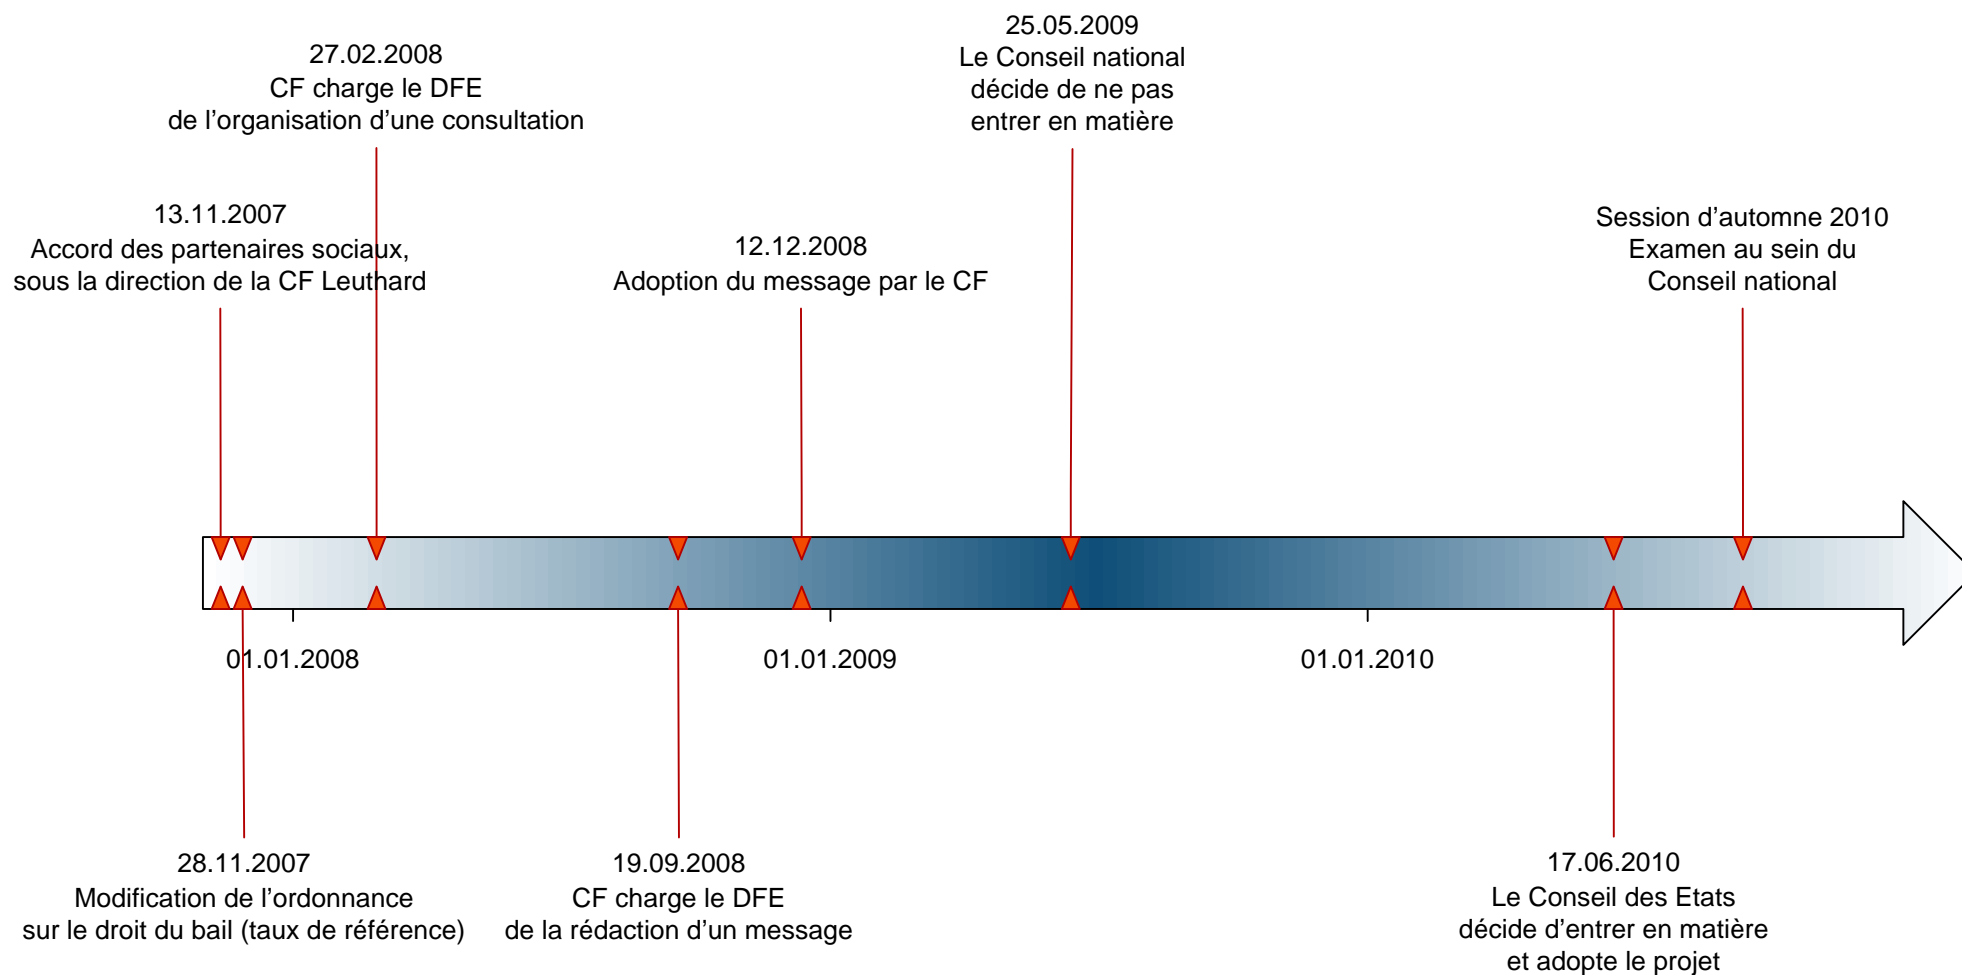 25.05.2009
Le Conseil national
décide de ne pas
entrer en matière
27.02.2008
CF charge le DFE
de l’organisation d’une consultation
13.11.2007
Accord des partenaires sociaux,
sous la direction de la CF Leuthard
12.12.2008
Adoption du message par le CF
Session d’automne 2010
Examen au sein du
Conseil national
01.01.2008
01.01.2009
01.01.2010
28.11.2007
Modification de l’ordonnance
sur le droit du bail (taux de référence)
19.09.2008
CF charge le DFE
de la rédaction d’un message
17.06.2010
Le Conseil des Etats
décide d’entrer en matière
et adopte le projet